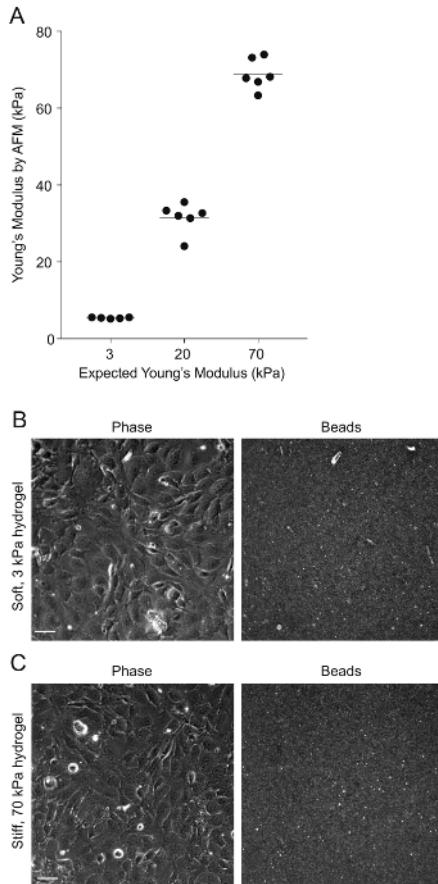 A
Young's Modulus by AFM (kPa)
80
60
40
20
0
3 20 70
Expected Young's Modulus (kPa)
B
Phase Beads
Soft, 3 kPa hydrogel
C
Phase Beads
Stiff, 70 kPa hydrogel